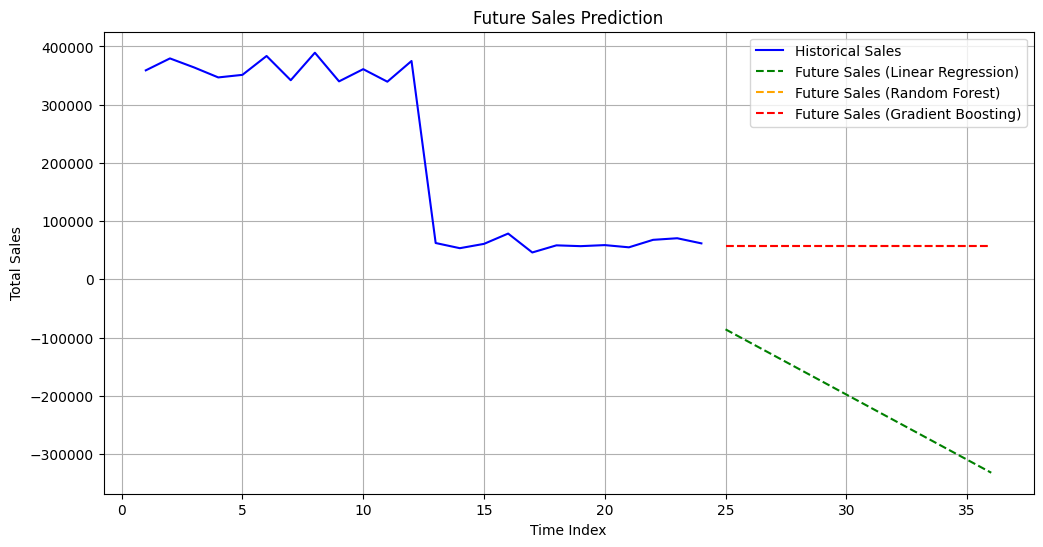 Future Sales Prediction
Historical Sales
Future Sales (Linear Regression)
Future Sales (Random Forest)
Future Sales (Gradient Boosting)
Total Sales
400000
300000
200000
100000
0
−100000
−200000
−300000
0 5 10 15 20 25 30 35
Time Index